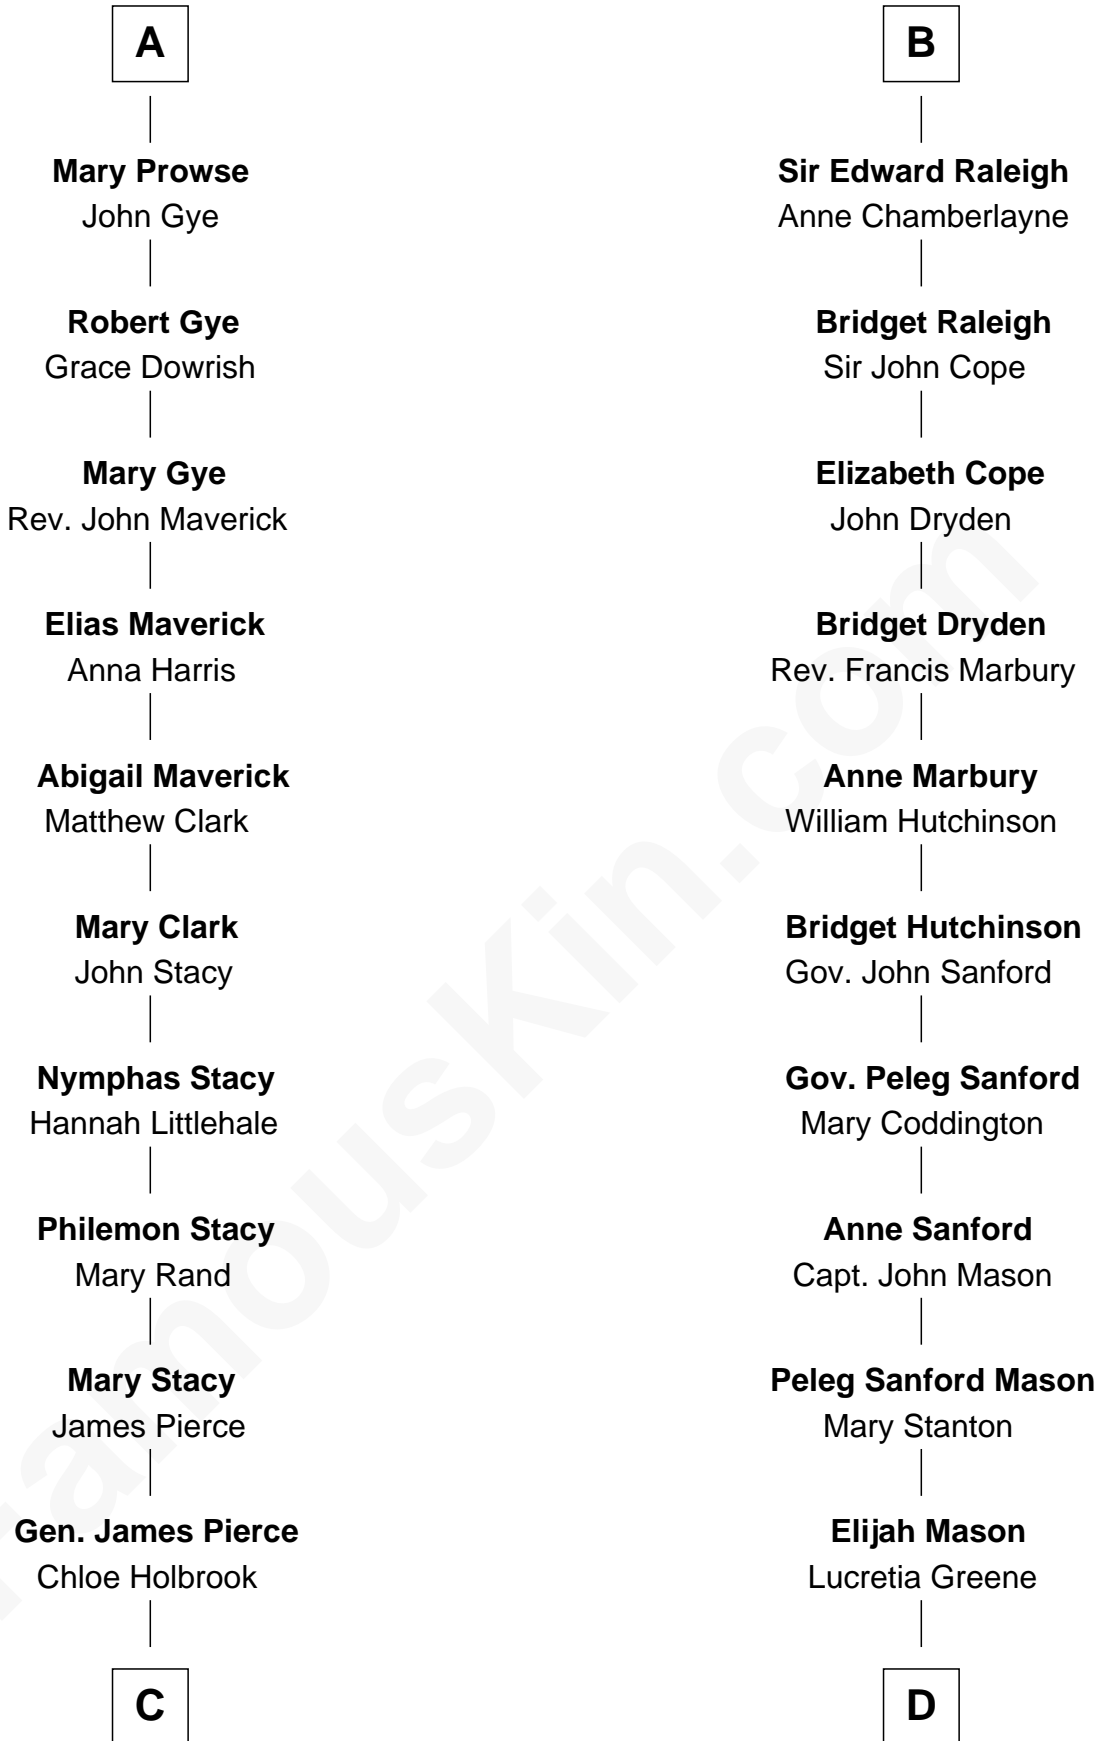 A
Mary Prowse
John Gye
Robert Gye
Grace Dowrish
Mary Gye
Rev. John Maverick
Elias Maverick
Anna Harris
Abigail Maverick
Matthew Clark
Mary Clark
John Stacy
Nymphas Stacy
Hannah Littlehale
Philemon Stacy
Mary Rand
Mary Stacy
James Pierce
Gen. James Pierce
Chloe Holbrook
C
B
Sir Edward Raleigh
Anne Chamberlayne
Bridget Raleigh
Sir John Cope
Elizabeth Cope
John Dryden
Bridget Dryden
Rev. Francis Marbury
Anne Marbury
William Hutchinson
Bridget Hutchinson
Gov. John Sanford
Gov. Peleg Sanford
Mary Coddington
Anne Sanford
Capt. John Mason
Peleg Sanford Mason
Mary Stanton
Elijah Mason
Lucretia Greene
D
FamousKin.com